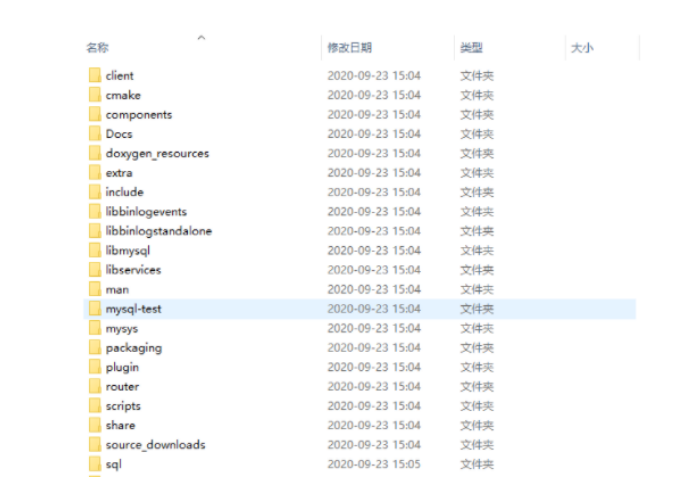 名称 修改日期 类型 大小
client 2020-09-23 15:04 文件夹
cmake 2020-09-23 15:04 文件夹
components 2020-09-23 15:04 文件夹
Docs 2020-09-23 15:04 文件夹
doxygen_resources 2020-09-23 15:04 文件夹
extra 2020-09-23 15:04 文件夹
include 2020-09-23 15:04 文件夹
libbinlogevents 2020-09-23 15:04 文件夹
libbinlogstandalone 2020-09-23 15:04 文件夹
libmysql 2020-09-23 15:04 文件夹
libservices 2020-09-23 15:04 文件夹
man 2020-09-23 15:04 文件夹
mysql-test 2020-09-23 15:04 文件夹
mysys 2020-09-23 15:04 文件夹
packaging 2020-09-23 15:04 文件夹
plugin 2020-09-23 15:04 文件夹
router 2020-09-23 15:04 文件夹
scripts 2020-09-23 15:04 文件夹
share 2020-09-23 15:04 文件夹
source_downloads 2020-09-23 15:04 文件夹
sql 2020-09-23 15:05 文件夹